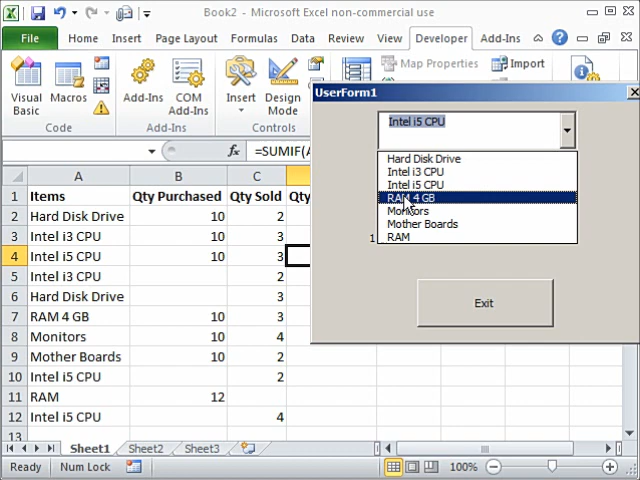 Book2 - Microsoft Excel non-commercial use
File Home Insert Page Layout Formulas Data Review View Developer Add-Ins
Visual Basic
Macros
Add-Ins
COM Add-Ins
Insert
Design Mode
Map Properties
Import
Code Add-Ins Controls
UserForm1
Intel i5 CPU
Hard Disk Drive
Intel i3 CPU
Intel i5 CPU
RAM 4 GB
Monitors
Mother Boards
RAM
1
Exit
fx =SUMIF(A
A B C
1 Items Qty Purchased Qty Sold Qty
2 Hard Disk Drive 10 2
3 Intel i3 CPU 10 3
4 Intel i5 CPU 10 3
5 Intel i3 CPU 2
6 Hard Disk Drive 3
7 RAM 4 GB 10 3
8 Monitors 10 4
9 Mother Boards 10 2
10 Intel i5 CPU 2
11 RAM 12
12 Intel i5 CPU 4
13
Sheet1 Sheet2 Sheet3
Ready Num Lock 100%